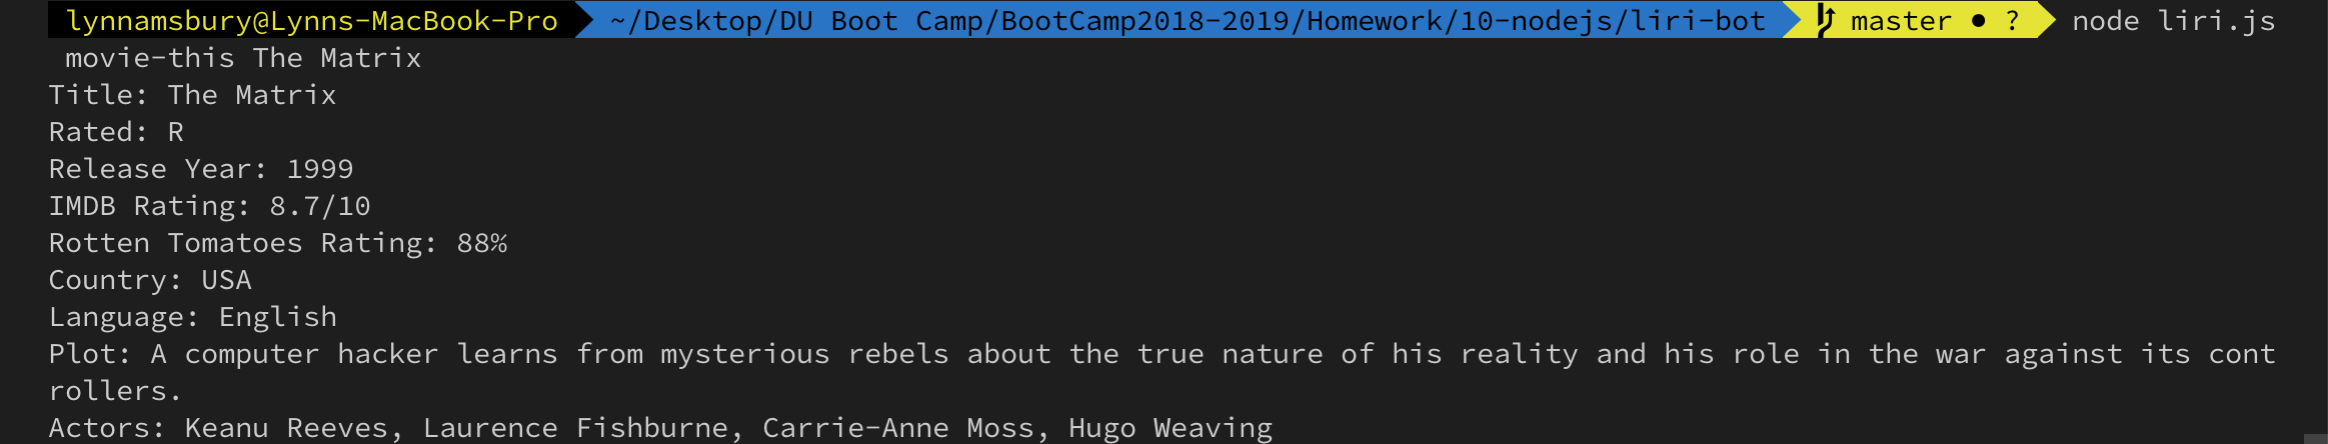 lynnamsbury@Lynns-MacBook-Pro ~/Desktop/DU Boot Camp/BootCamp2018-2019/Homework/10-nodejs/liri-bot master ● ? node liri.js
movie-this The Matrix
Title: The Matrix
Rated: R
Release Year: 1999
IMDB Rating: 8.7/10
Rotten Tomatoes Rating: 88%
Country: USA
Language: English
Plot: A computer hacker learns from mysterious rebels about the true nature of his reality and his role in the war against its cont
rollers.
Actors: Keanu Reeves, Laurence Fishburne, Carrie-Anne Moss, Hugo Weaving